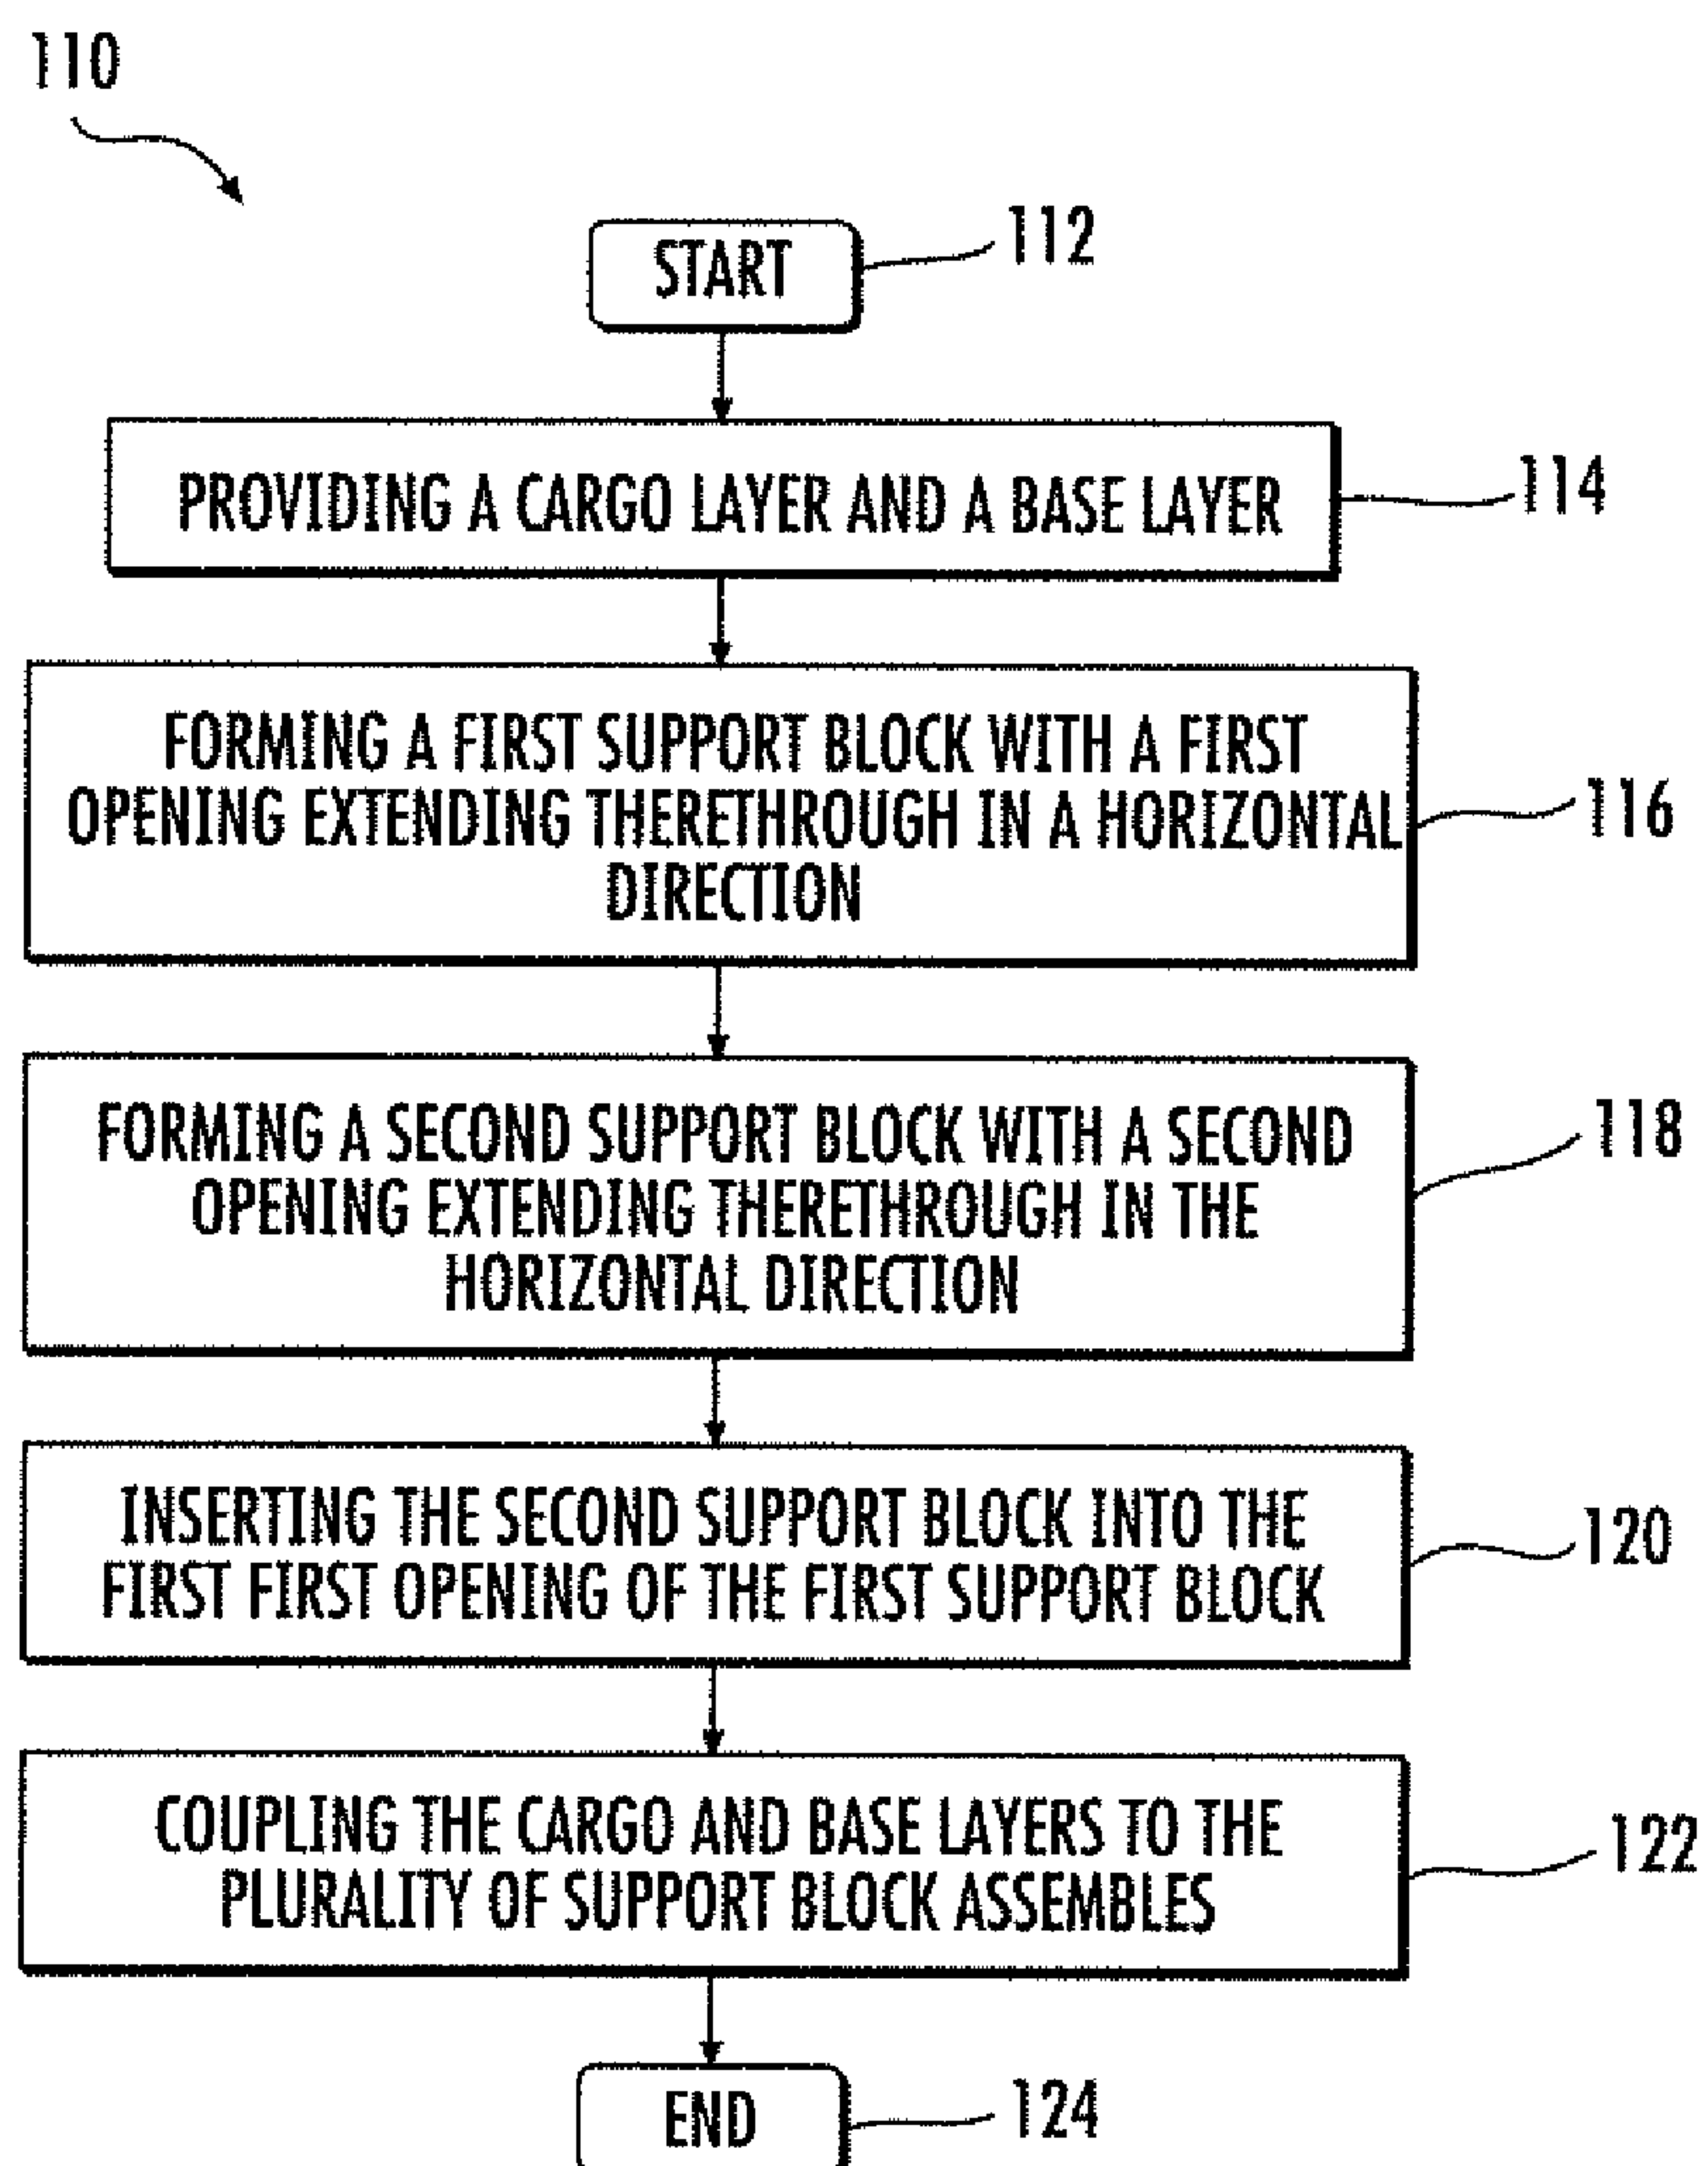 110
START
112
PROVIDING A CARGO LAYER AND A BASE LAYER
114
FORMING A FIRST SUPPORT BLOCK WITH A FIRST
OPENING EXTENDING THERETHROUGH IN A HORIZONTAL
DIRECTION
116
FORMING A SECOND SUPPORT BLOCK WITH A SECOND
OPENING EXTENDING THERETHROUGH IN THE
HORIZONTAL DIRECTION
118
INSERTING THE SECOND SUPPORT BLOCK INTO THE
FIRST FIRST OPENING OF THE FIRST SUPPORT BLOCK
120
COUPLING THE CARGO AND BASE LAYERS TO THE
PLURALITY OF SUPPORT BLOCK ASSEMBLES
122
END
124